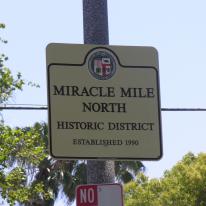 MIRACLE MILE
NORTH
HISTORIC DISTRICT
ESTABLISHED 1990
NO